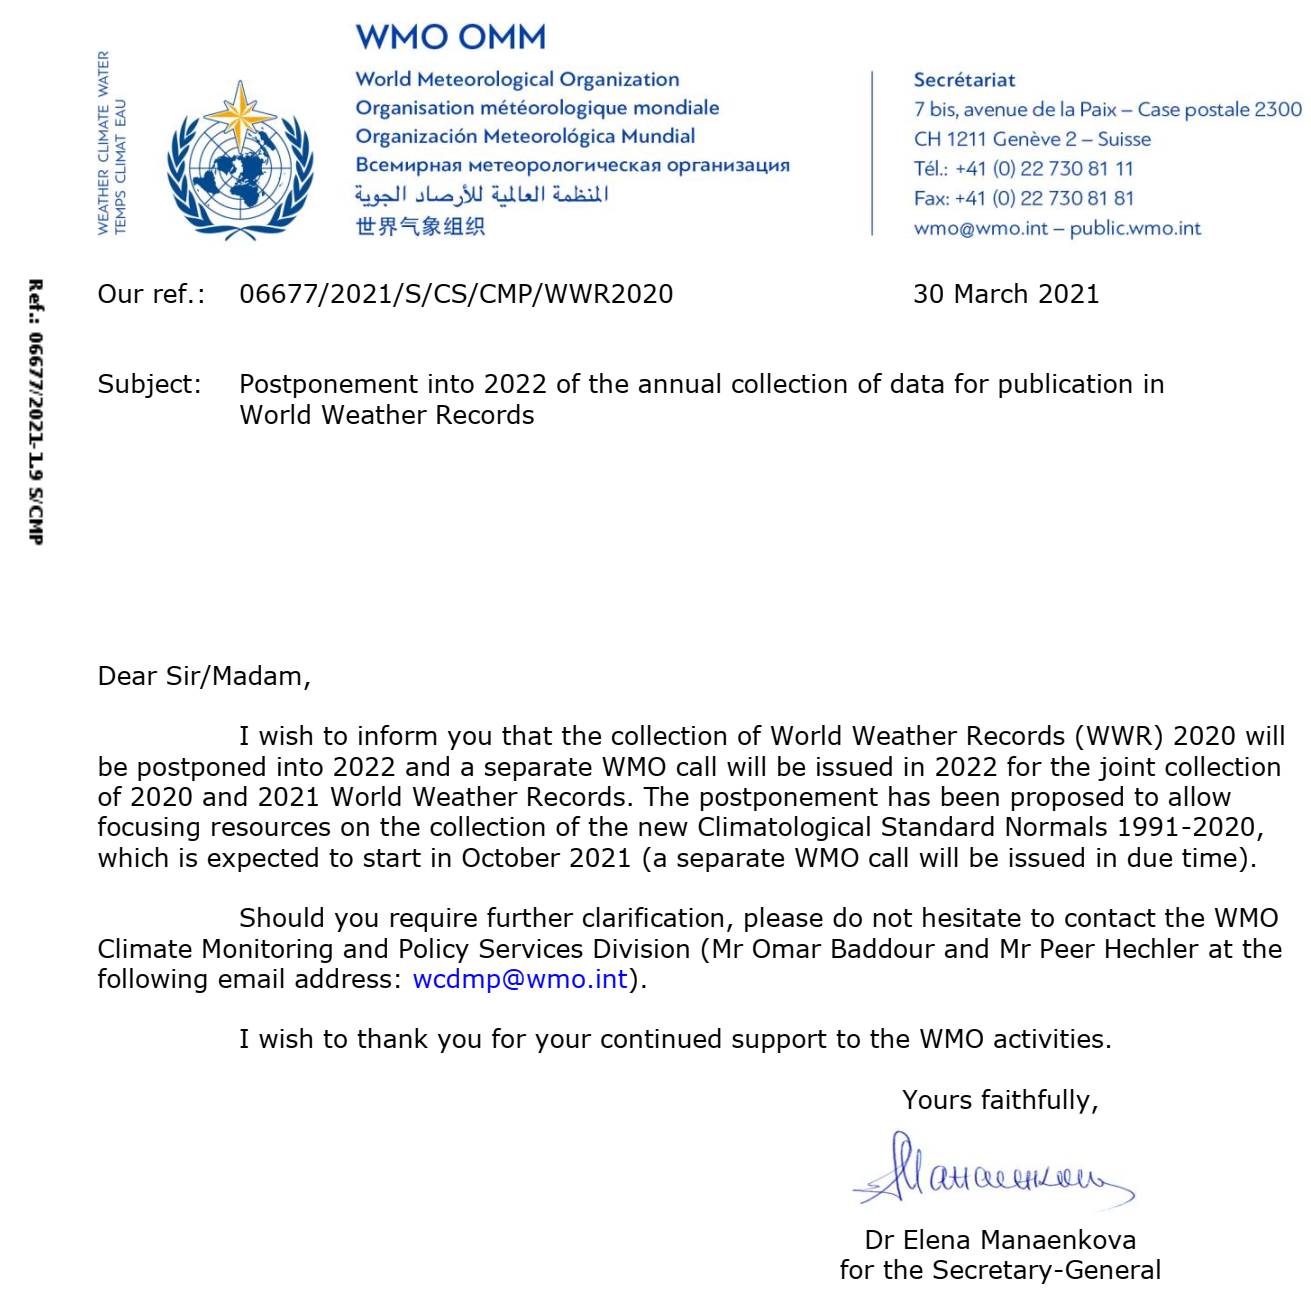 WMO OMM
WEATHER CLIMATE WATER
TEMPS CLIMAT EAU
World Meteorological Organization
Organisation météorologique mondiale
Organización Meteorológica Mundial
Всемирная метеорологическая организация
المنظمة العالمية للأرصاد الجوية
世界气象组织
Secrétariat
7 bis, avenue de la Paix – Case postale 2300
CH 1211 Genève 2 – Suisse
Tél.: +41 (0) 22 730 81 11
Fax: +41 (0) 22 730 81 81
wmo@wmo.int – public.wmo.int
Ref.: 06677/2021-1.9 S/CMP
Our ref.: 06677/2021/S/CS/CMP/WWR2020 30 March 2021
Subject: Postponement into 2022 of the annual collection of data for publication in
World Weather Records
Dear Sir/Madam,
I wish to inform you that the collection of World Weather Records (WWR) 2020 will
be postponed into 2022 and a separate WMO call will be issued in 2022 for the joint collection
of 2020 and 2021 World Weather Records. The postponement has been proposed to allow
focusing resources on the collection of the new Climatological Standard Normals 1991-2020,
which is expected to start in October 2021 (a separate WMO call will be issued in due time).
Should you require further clarification, please do not hesitate to contact the WMO
Climate Monitoring and Policy Services Division (Mr Omar Baddour and Mr Peer Hechler at the
following email address: wcdmp@wmo.int).
I wish to thank you for your continued support to the WMO activities.
Yours faithfully,
Dr Elena Manaenkova
for the Secretary-General